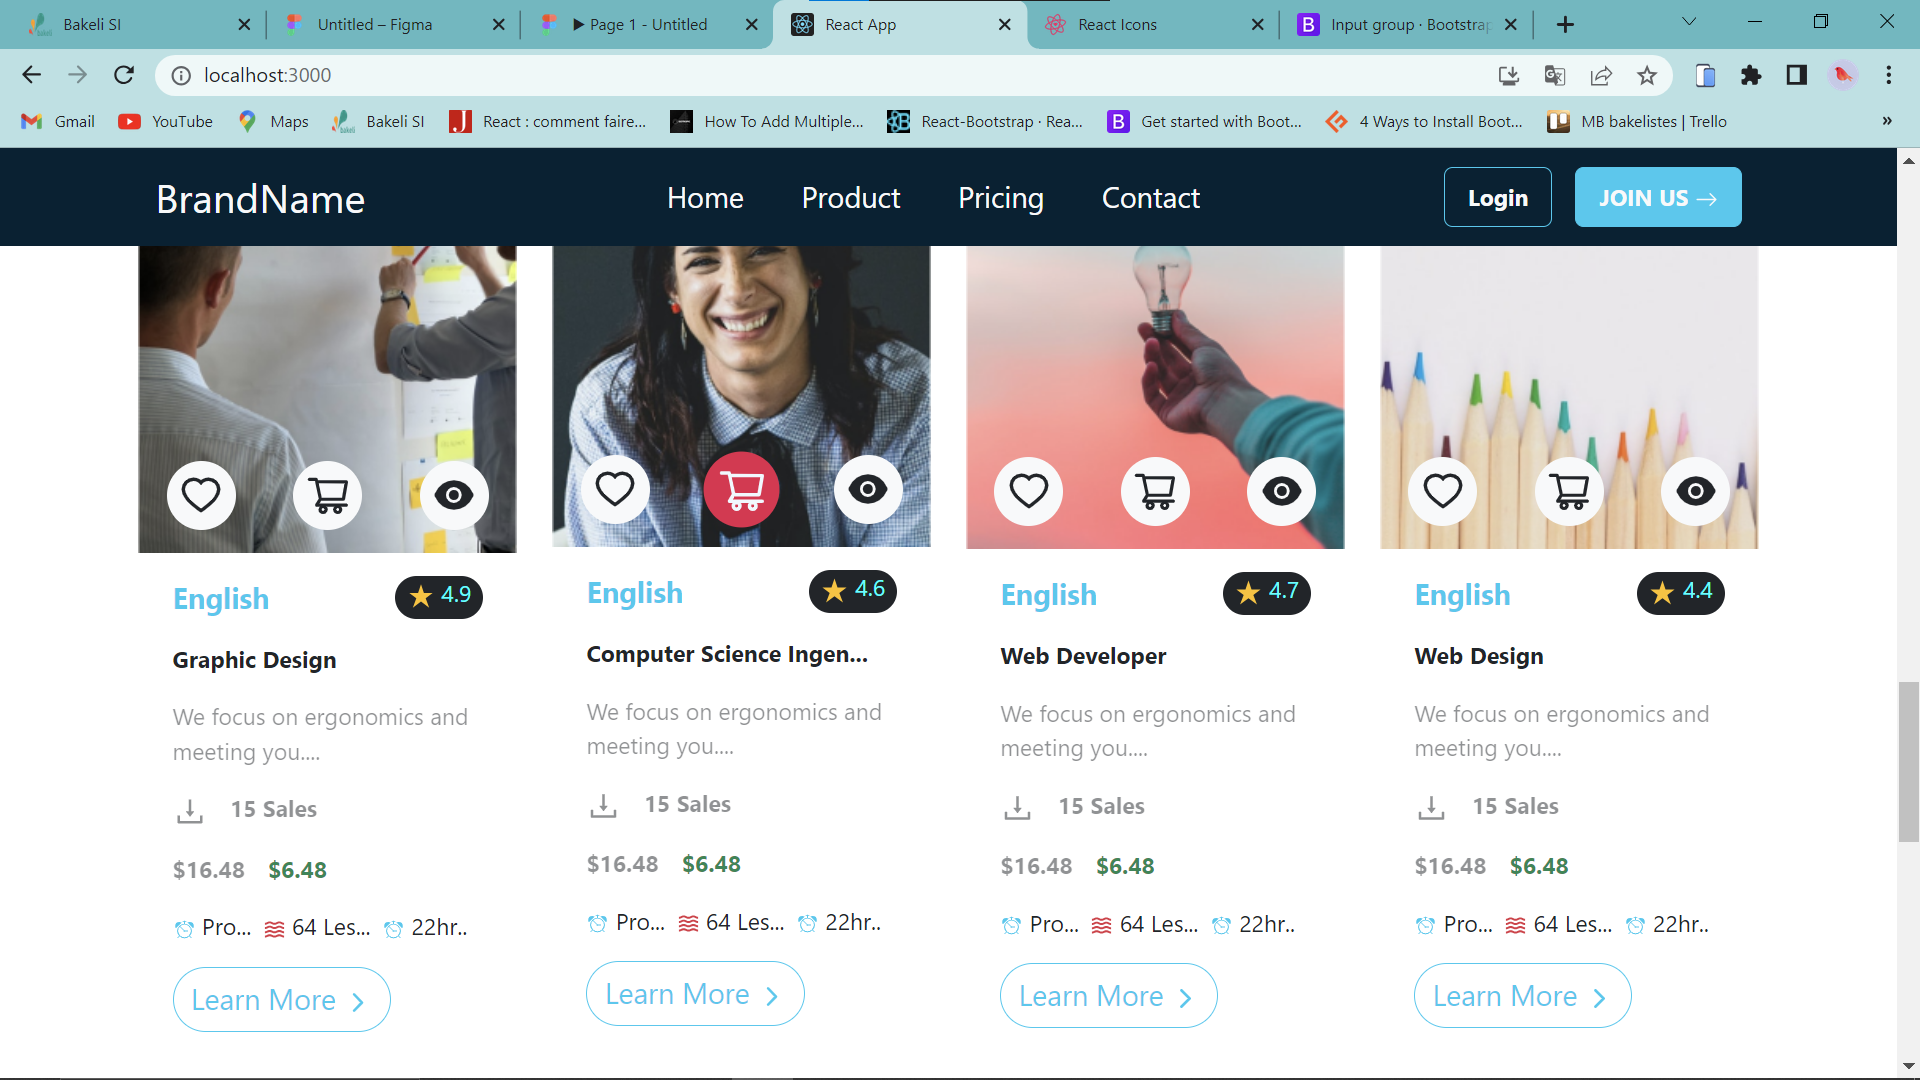 Bakeli SI
Untitled – Figma
▶ Page 1 - Untitled
React App
React Icons
Input group · Bootstrap
localhost:3000
Gmail
YouTube
Maps
Bakeli SI
React : comment faire...
How To Add Multiple...
React-Bootstrap · Rea...
Get started with Boot...
4 Ways to Install Boot...
MB bakelistes | Trello
»
BrandName
Home
Product
Pricing
Contact
Login
JOIN US →
English
4.9
Graphic Design
We focus on ergonomics and
meeting you....
15 Sales
$16.48 $6.48
Pro... 64 Les... 22hr..
Learn More >
English
4.6
Computer Science Ingen...
We focus on ergonomics and
meeting you....
15 Sales
$16.48 $6.48
Pro... 64 Les... 22hr..
Learn More >
English
4.7
Web Developer
We focus on ergonomics and
meeting you....
15 Sales
$16.48 $6.48
Pro... 64 Les... 22hr..
Learn More >
English
4.4
Web Design
We focus on ergonomics and
meeting you....
15 Sales
$16.48 $6.48
Pro... 64 Les... 22hr..
Learn More >